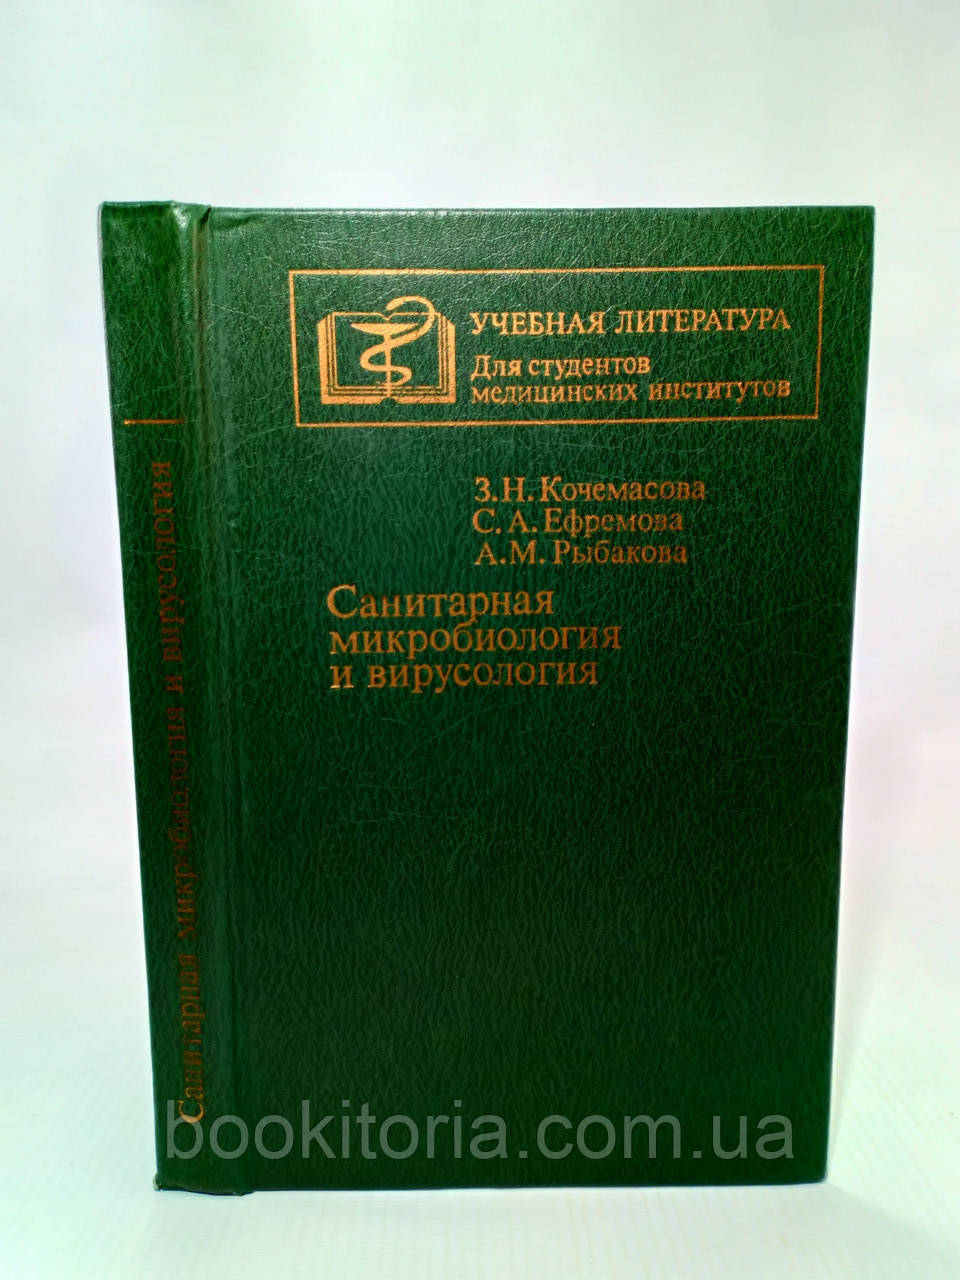 УЧЕБНАЯ ЛИТЕРАТУРА
Для студентов
медицинских институтов
З.Н.Кочемасова
С.А.Ефремова
А.М.Рыбакова
Санитарная
микробиология
и вирусология
Санитарная микробиология и вирусология
bookitoria.com.ua